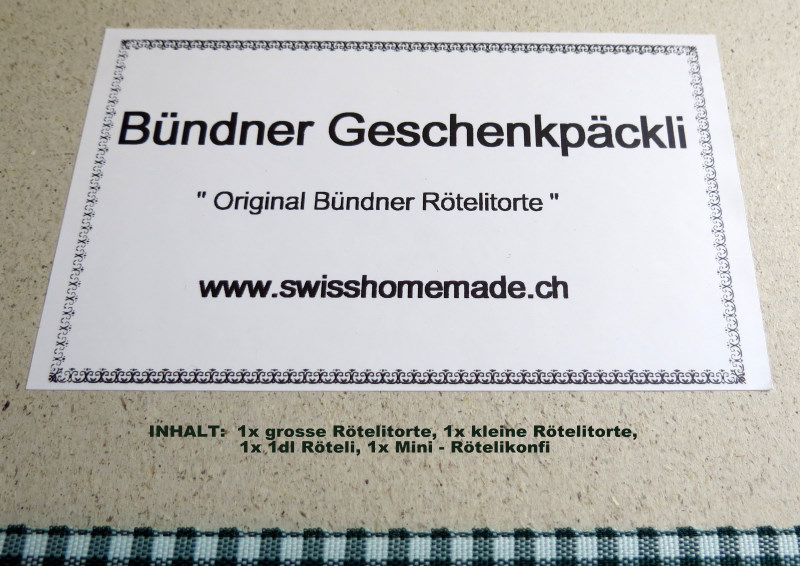 Bündner Geschenkpäckli
" Original Bündner Rötelitorte "
www.swisshomemade.ch
INHALT: 1x grosse Rötelitorte, 1x kleine Rötelitorte,
1x 1dl Röteli, 1x Mini - Rötelikonfi